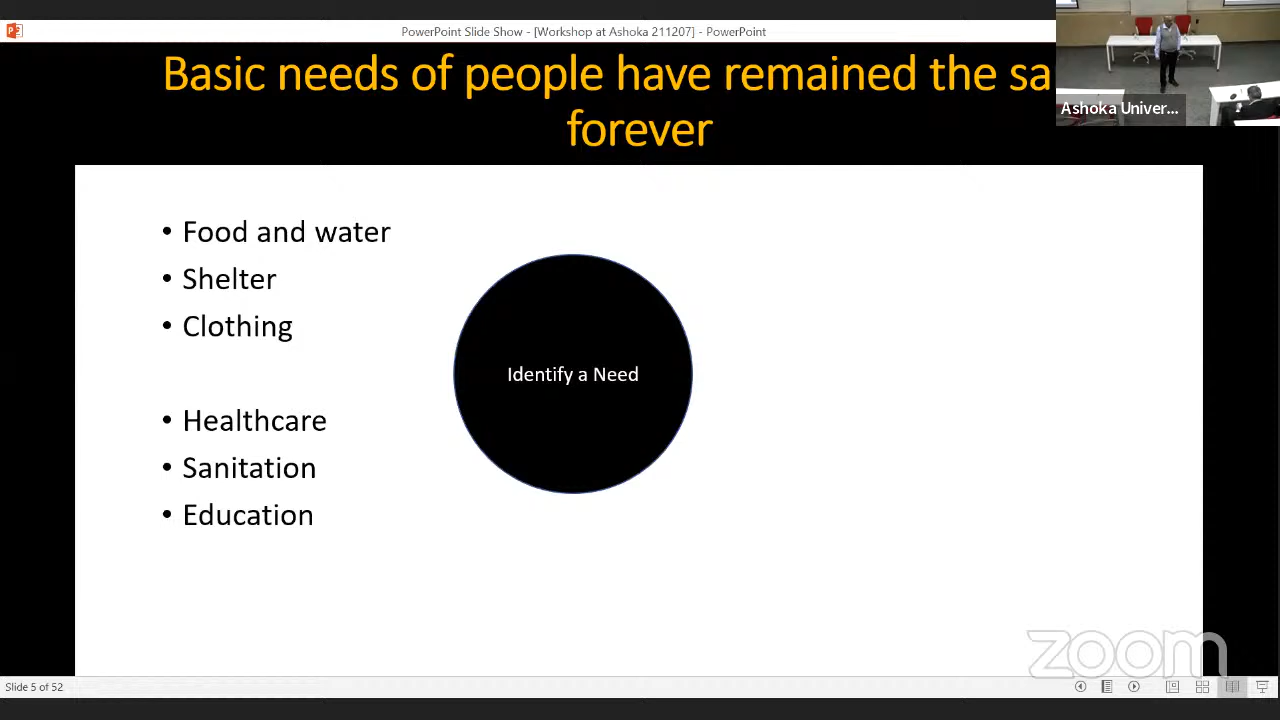 PowerPoint Slide Show - [Workshop at Ashoka 211207] - PowerPoint
Basic needs of people have remained the sa
forever
Ashoka Univer...
• Food and water
• Shelter
• Clothing
Identify a Need
• Healthcare
• Sanitation
• Education
zoom
Slide 5 of 52